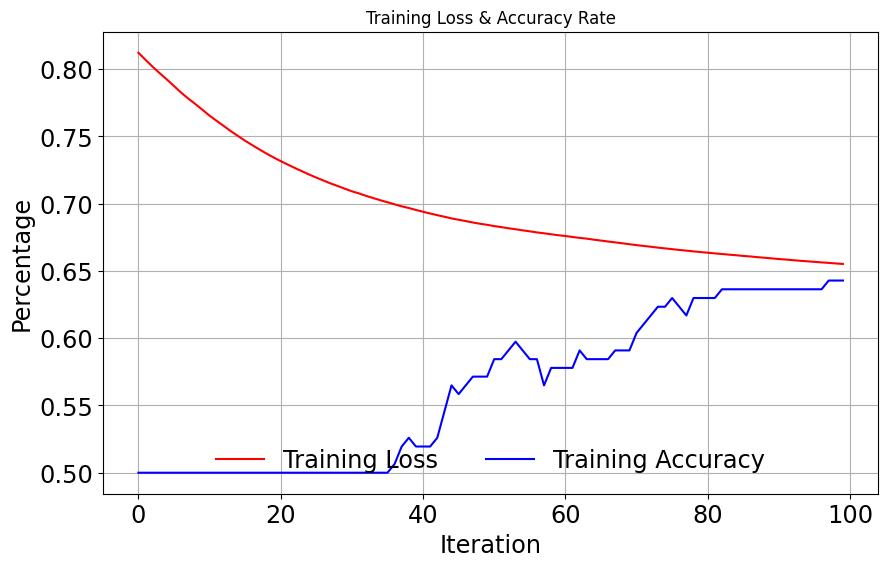 Training Loss & Accuracy Rate
0.80
0.75
0.70
0.65
0.60
0.55
0.50
Percentage
Training Loss Training Accuracy
0 20 40 60 80 100
Iteration